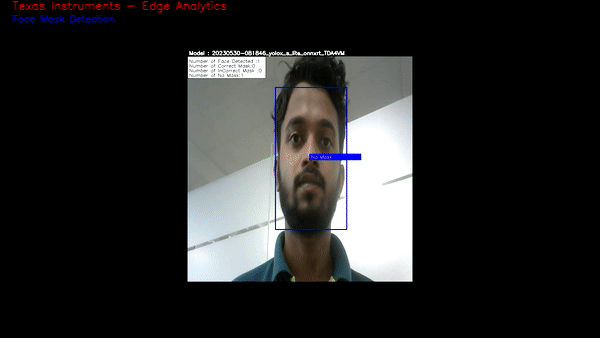 Texas Instruments - Edge Analytics
Face Mask Detection
Model : 20230530-081846_yolox_s_lite_onnxrt_TDA4VM
Number of Face Detected :1
Number of Correct Mask:0
Number of InCorrect Mask :0
Number of No Mask:1
No Mask